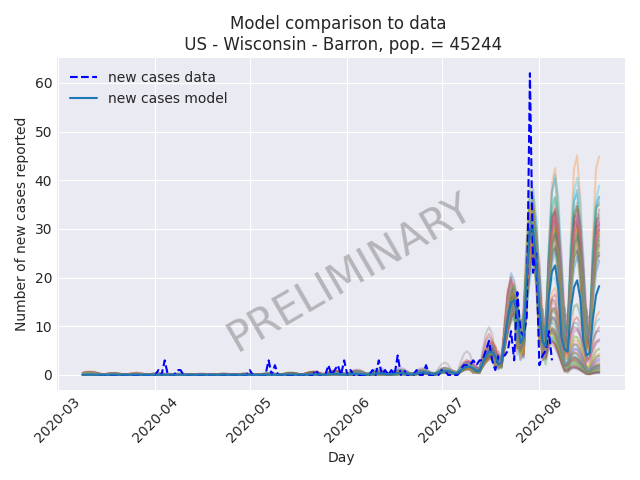 Model comparison to data
US - Wisconsin - Barron, pop. = 45244
new cases data
new cases model
PRELIMINARY
Number of new cases reported
60
50
40
30
20
10
0
2020-03
2020-04
2020-05
2020-06
2020-07
2020-08
Day